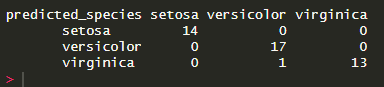 predicted_species setosa versicolor virginica
setosa 14 0 0
versicolor 0 17 0
virginica 0 1 13
>